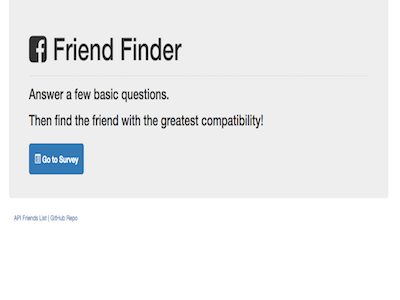 Friend Finder
Answer a few basic questions.
Then find the friend with the greatest compatibility!
Go to Survey
API Friends List | GitHub Repo